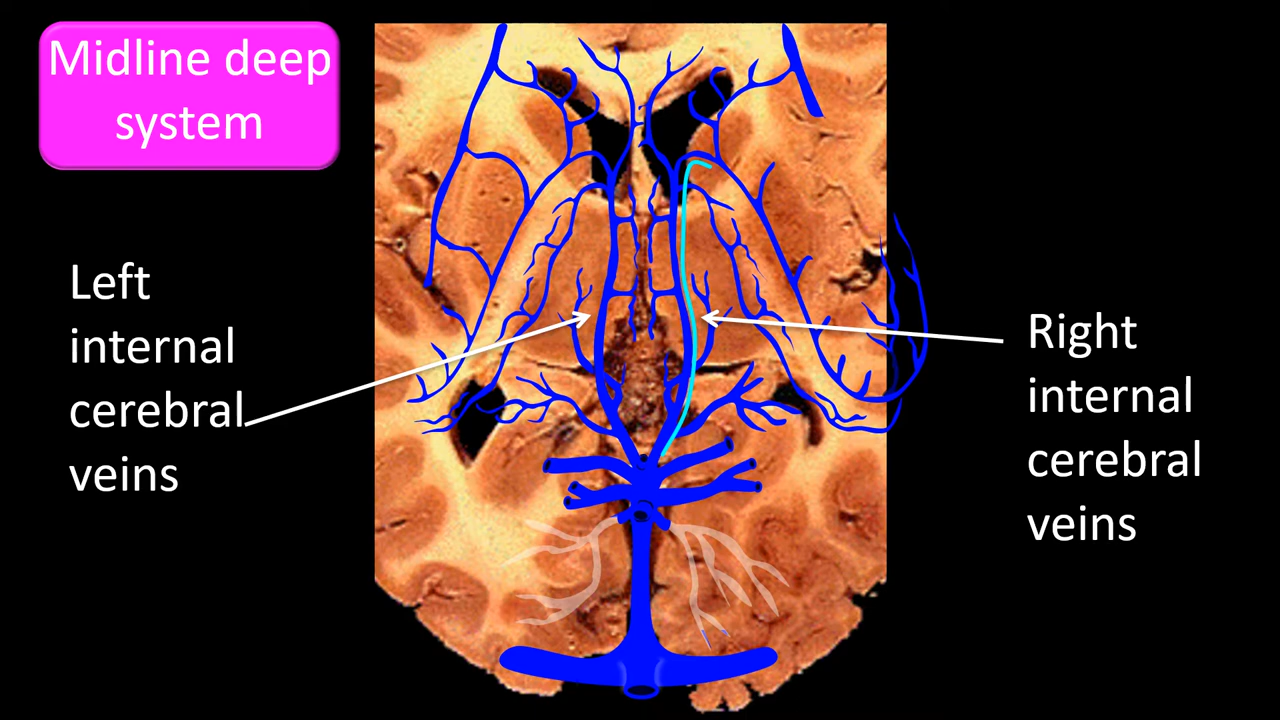 Midline deep
system
Left
internal
cerebral
veins
Right
internal
cerebral
veins